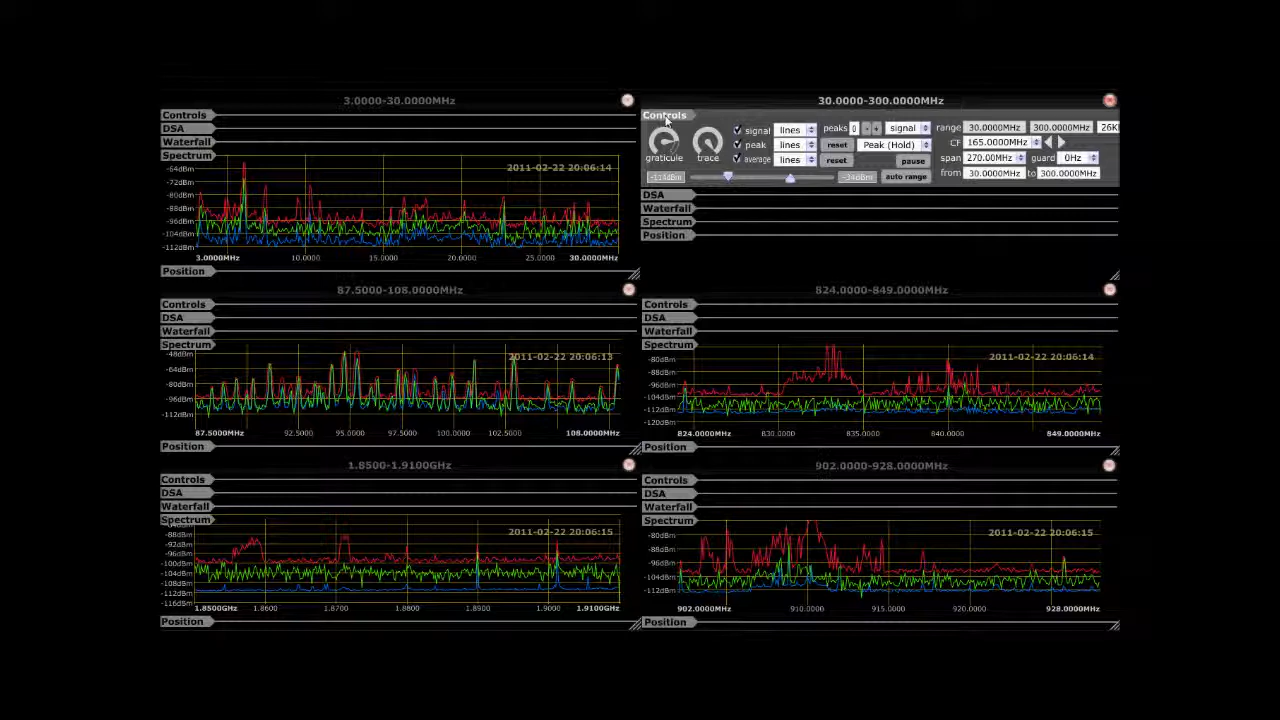 3.0000-30.0000MHz
Controls
DSA
Waterfall
Spectrum
2011-02-22 20:06:14
-64dBm
-72dBm
-80dBm
-88dBm
-96dBm
-104dBm
-112dBm
3.0000MHz 10.0000 15.0000 20.0000 25.0000 30.0000MHz
Position
30.0000-300.0000MHz
Controls
graticule trace
signal lines peaks 0 signal range 30.0000MHz 300.0000MHz 26K
peak lines reset Peak (Hold) CF 165.0000MHz
average lines reset pause span 270.00MHz guard 0Hz
auto range from 30.0000MHz to 300.0000MHz
DSA
Waterfall
Spectrum
Position
87.5000-108.0000MHz
Controls
DSA
Waterfall
Spectrum
2011-02-22 20:06:13
-48dBm
-64dBm
-80dBm
-96dBm
-112dBm
87.5000MHz 92.5000 95.0000 97.5000 100.0000 102.5000 108.0000MHz
Position
824.0000-849.0000MHz
Controls
DSA
Waterfall
Spectrum
2011-02-22 20:06:14
-80dBm
-88dBm
-96dBm
-104dBm
-112dBm
-120dBm
824.0000MHz 830.0000 835.0000 840.0000 849.0000MHz
Position
1.8500-1.9100GHz
Controls
DSA
Waterfall
Spectrum
2011-02-22 20:06:15
-88dBm
-92dBm
-96dBm
-100dBm
-104dBm
-108dBm
-112dBm
-116dBm
1.8500GHz 1.8600 1.8700 1.8800 1.8900 1.9000 1.9100GHz
Position
902.0000-928.0000MHz
Controls
DSA
Waterfall
Spectrum
2011-02-22 20:06:15
-80dBm
-88dBm
-96dBm
-104dBm
-112dBm
902.0000MHz 910.0000 915.0000 920.0000 928.0000MHz
Position